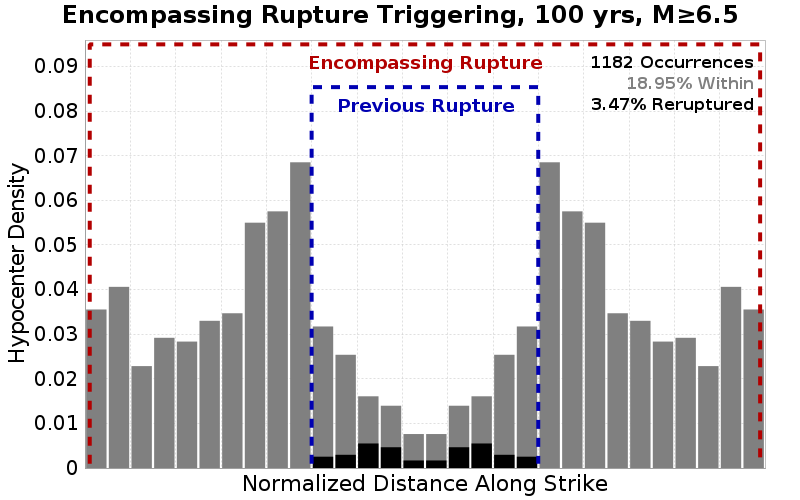 Encompassing Rupture Triggering, 100 yrs, M≥6.5
Encompassing Rupture
1182 Occurrences
18.95% Within
3.47% Reruptured
Previous Rupture
Hypocenter Density
0.09
0.08
0.07
0.06
0.05
0.04
0.03
0.02
0.01
0
Normalized Distance Along Strike